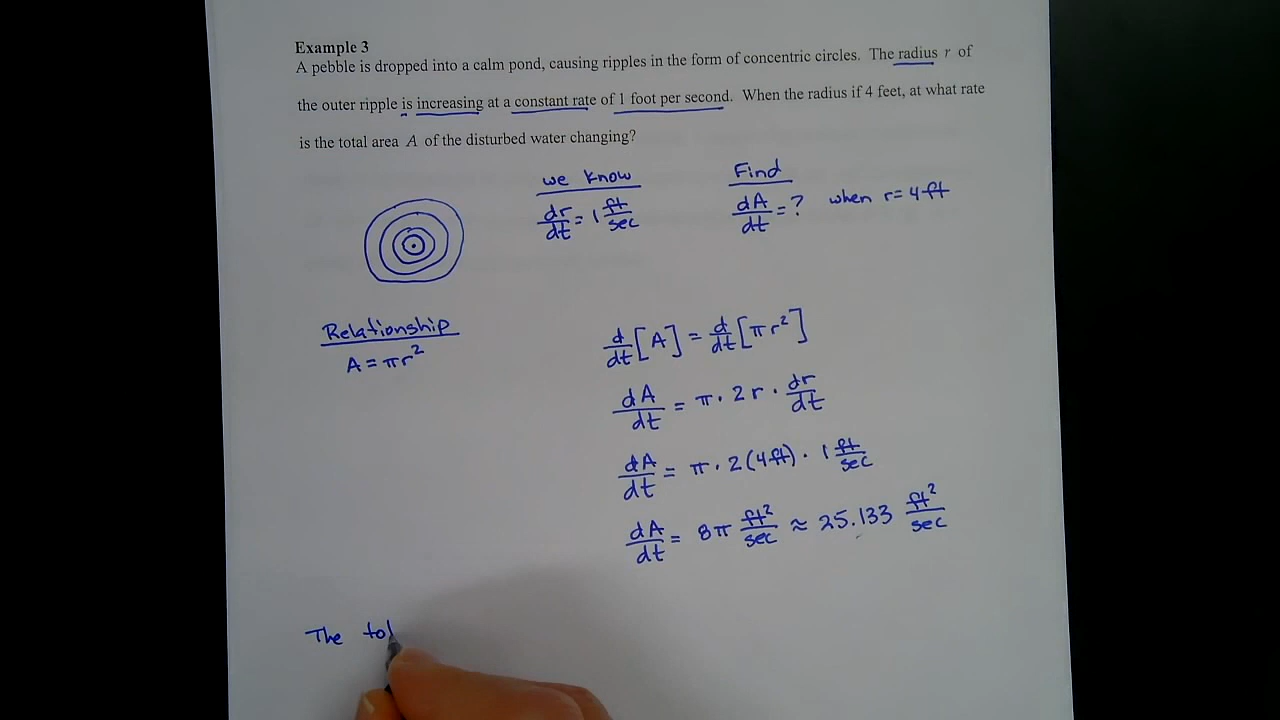 Example 3
A pebble is dropped into a calm pond, causing ripples in the form of concentric circles. The radius r of
the outer ripple is increasing at a constant rate of 1 foot per second. When the radius if 4 feet, at what rate
is the total area A of the disturbed water changing?
we know
dr/dt = 1 ft/sec
Find
dA/dt = ? when r = 4 ft
Relationship
A = πr²
d/dt [A] = d/dt [πr²]
dA/dt = π · 2r · dr/dt
dA/dt = π · 2(4ft) · 1 ft/sec
dA/dt = 8π ft²/sec ≈ 25.133 ft²/sec
The